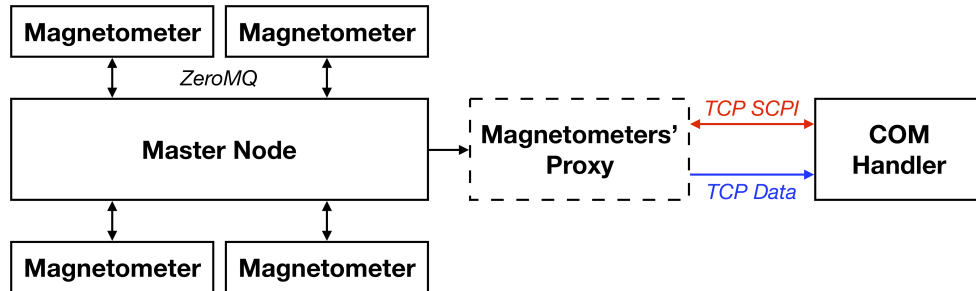 Magnetometer
Magnetometer
ZeroMQ
Master Node
Magnetometers'
Proxy
TCP SCPI
TCP Data
COM
Handler
Magnetometer
Magnetometer